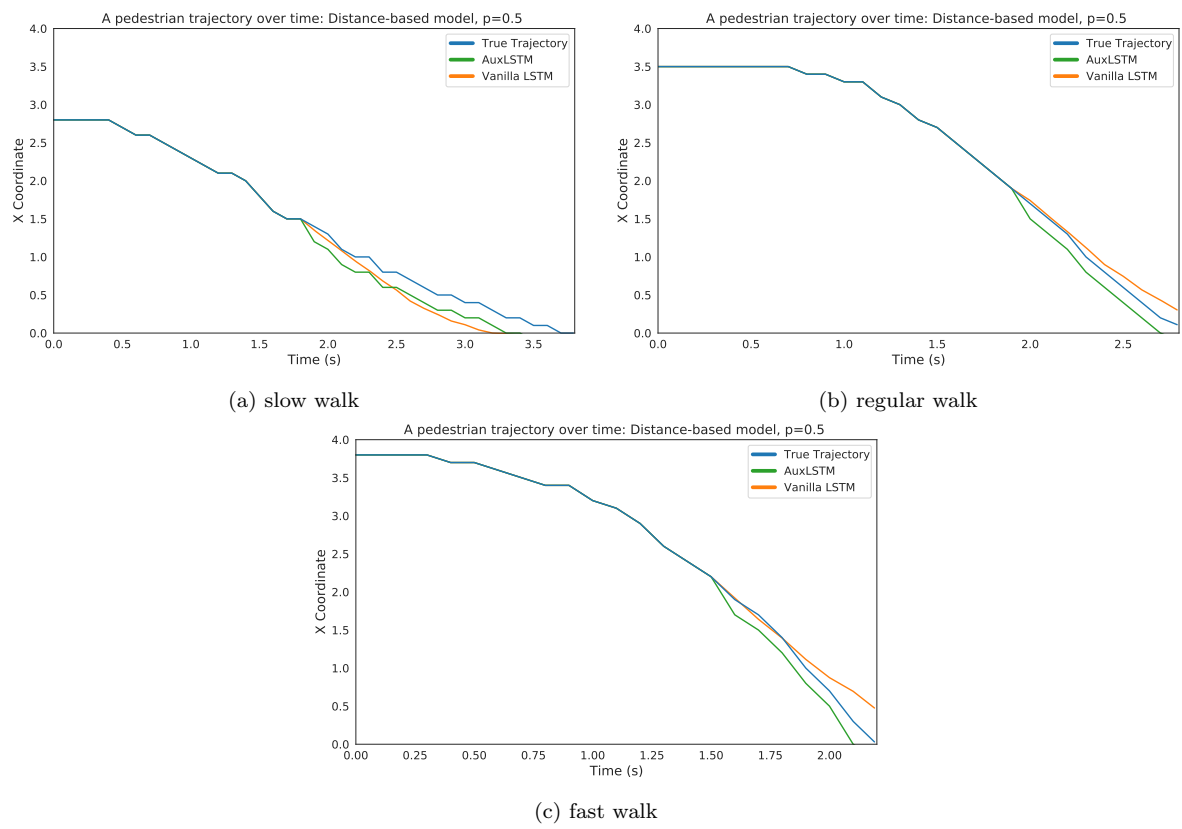 A pedestrian trajectory over time: Distance-based model, p=0.5
4.0
3.5
3.0
2.5
2.0
1.5
1.0
0.5
0.0
X Coordinate
True Trajectory
AuxLSTM
Vanilla LSTM
0.0 0.5 1.0 1.5 2.0 2.5 3.0 3.5
Time (s)
(a) slow walk
A pedestrian trajectory over time: Distance-based model, p=0.5
4.0
3.5
3.0
2.5
2.0
1.5
1.0
0.5
0.0
X Coordinate
True Trajectory
AuxLSTM
Vanilla LSTM
0.0 0.5 1.0 1.5 2.0 2.5
Time (s)
(b) regular walk
A pedestrian trajectory over time: Distance-based model, p=0.5
4.0
3.5
3.0
2.5
2.0
1.5
1.0
0.5
0.0
X Coordinate
True Trajectory
AuxLSTM
Vanilla LSTM
0.00 0.25 0.50 0.75 1.00 1.25 1.50 1.75 2.00
Time (s)
(c) fast walk